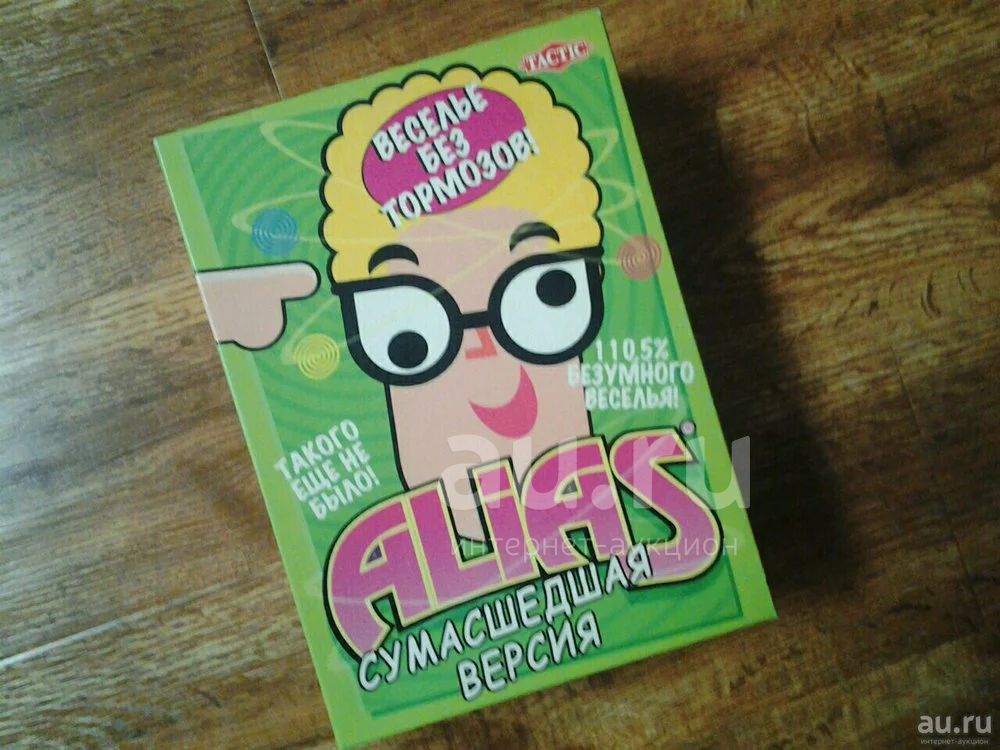 TACTIC
ВЕСЕЛЬЕ
БЕЗ
ТОРМОЗОВ!
110,5%
БЕЗУМНОГО
ВЕСЕЛЬЯ!
ТАКОГО
ЕЩЕ НЕ
БЫЛО!
ALIAS®
СУМАСШЕДШАЯ
ВЕРСИЯ
au.ru
интернет-аукцион
au.ru
интернет-аукцион